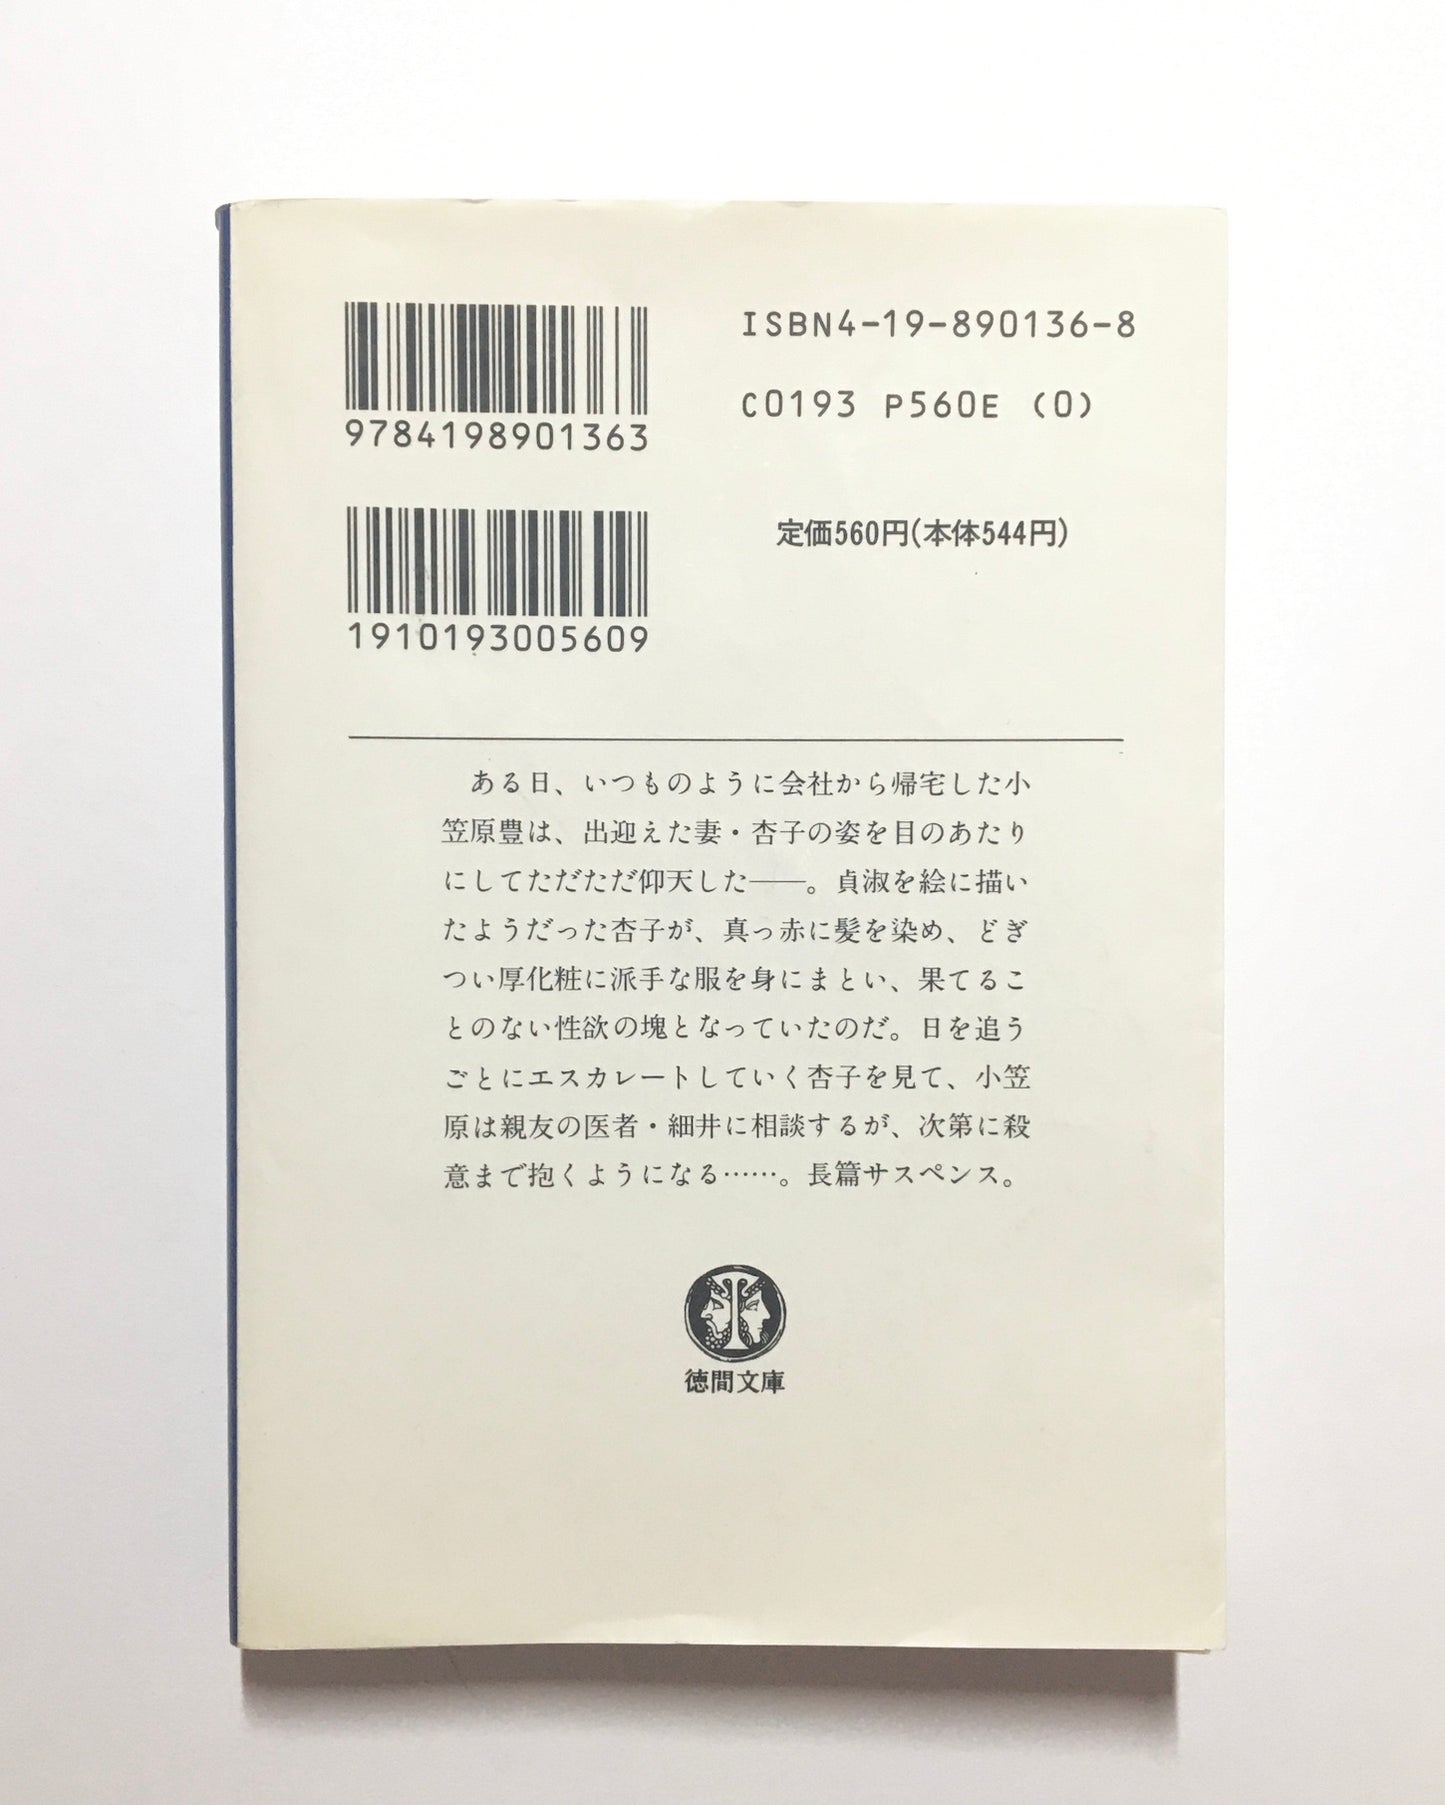 9784198901363
1910193005609
ISBN4-19-890136-8
C0193 P560E (0)
定価560円(本体544円)
ある日、いつものように会社から帰宅した小
笠原豊は、出迎えた妻・杏子の姿を目のあたり
にしてただただ仰天した――。貞淑を絵に描い
たようだった杏子が、真っ赤に髪を染め、どぎ
つい厚化粧に派手な服を身にまとい、果てるこ
とのない性欲の塊となっていたのだ。日を追う
ごとにエスカレートしていく杏子を見て、小笠
原は親友の医者・細井に相談するが、次第に殺
意まで抱くようになる……。長篇サスペンス。
徳間文庫